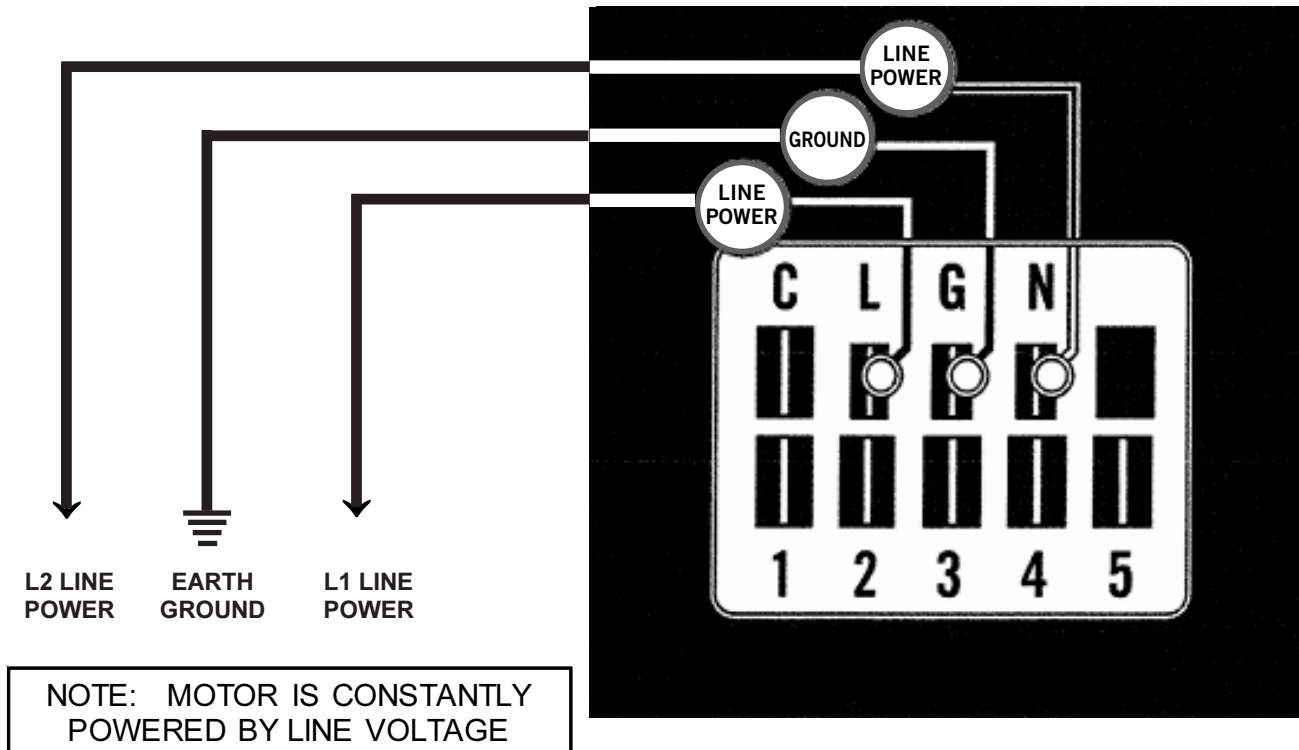 LINE
POWER
GROUND
LINE
POWER
C L G N
1 2 3 4 5
L2 LINE
POWER
EARTH
GROUND
L1 LINE
POWER
NOTE: MOTOR IS CONSTANTLY
POWERED BY LINE VOLTAGE